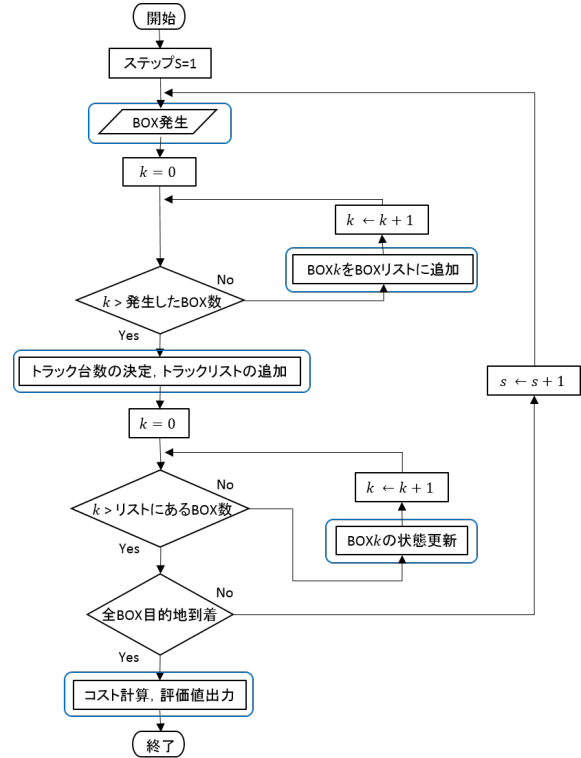 開始
ステップS=1
BOX発生
k = 0
k ← k + 1
BOXkをBOXリストに追加
No
k > 発生したBOX数
Yes
トラック台数の決定, トラックリストの追加
s ← s + 1
k = 0
k ← k + 1
No
k > リストにあるBOX数
BOXkの状態更新
Yes
No
全BOX目的地到着
Yes
コスト計算, 評価値出力
終了